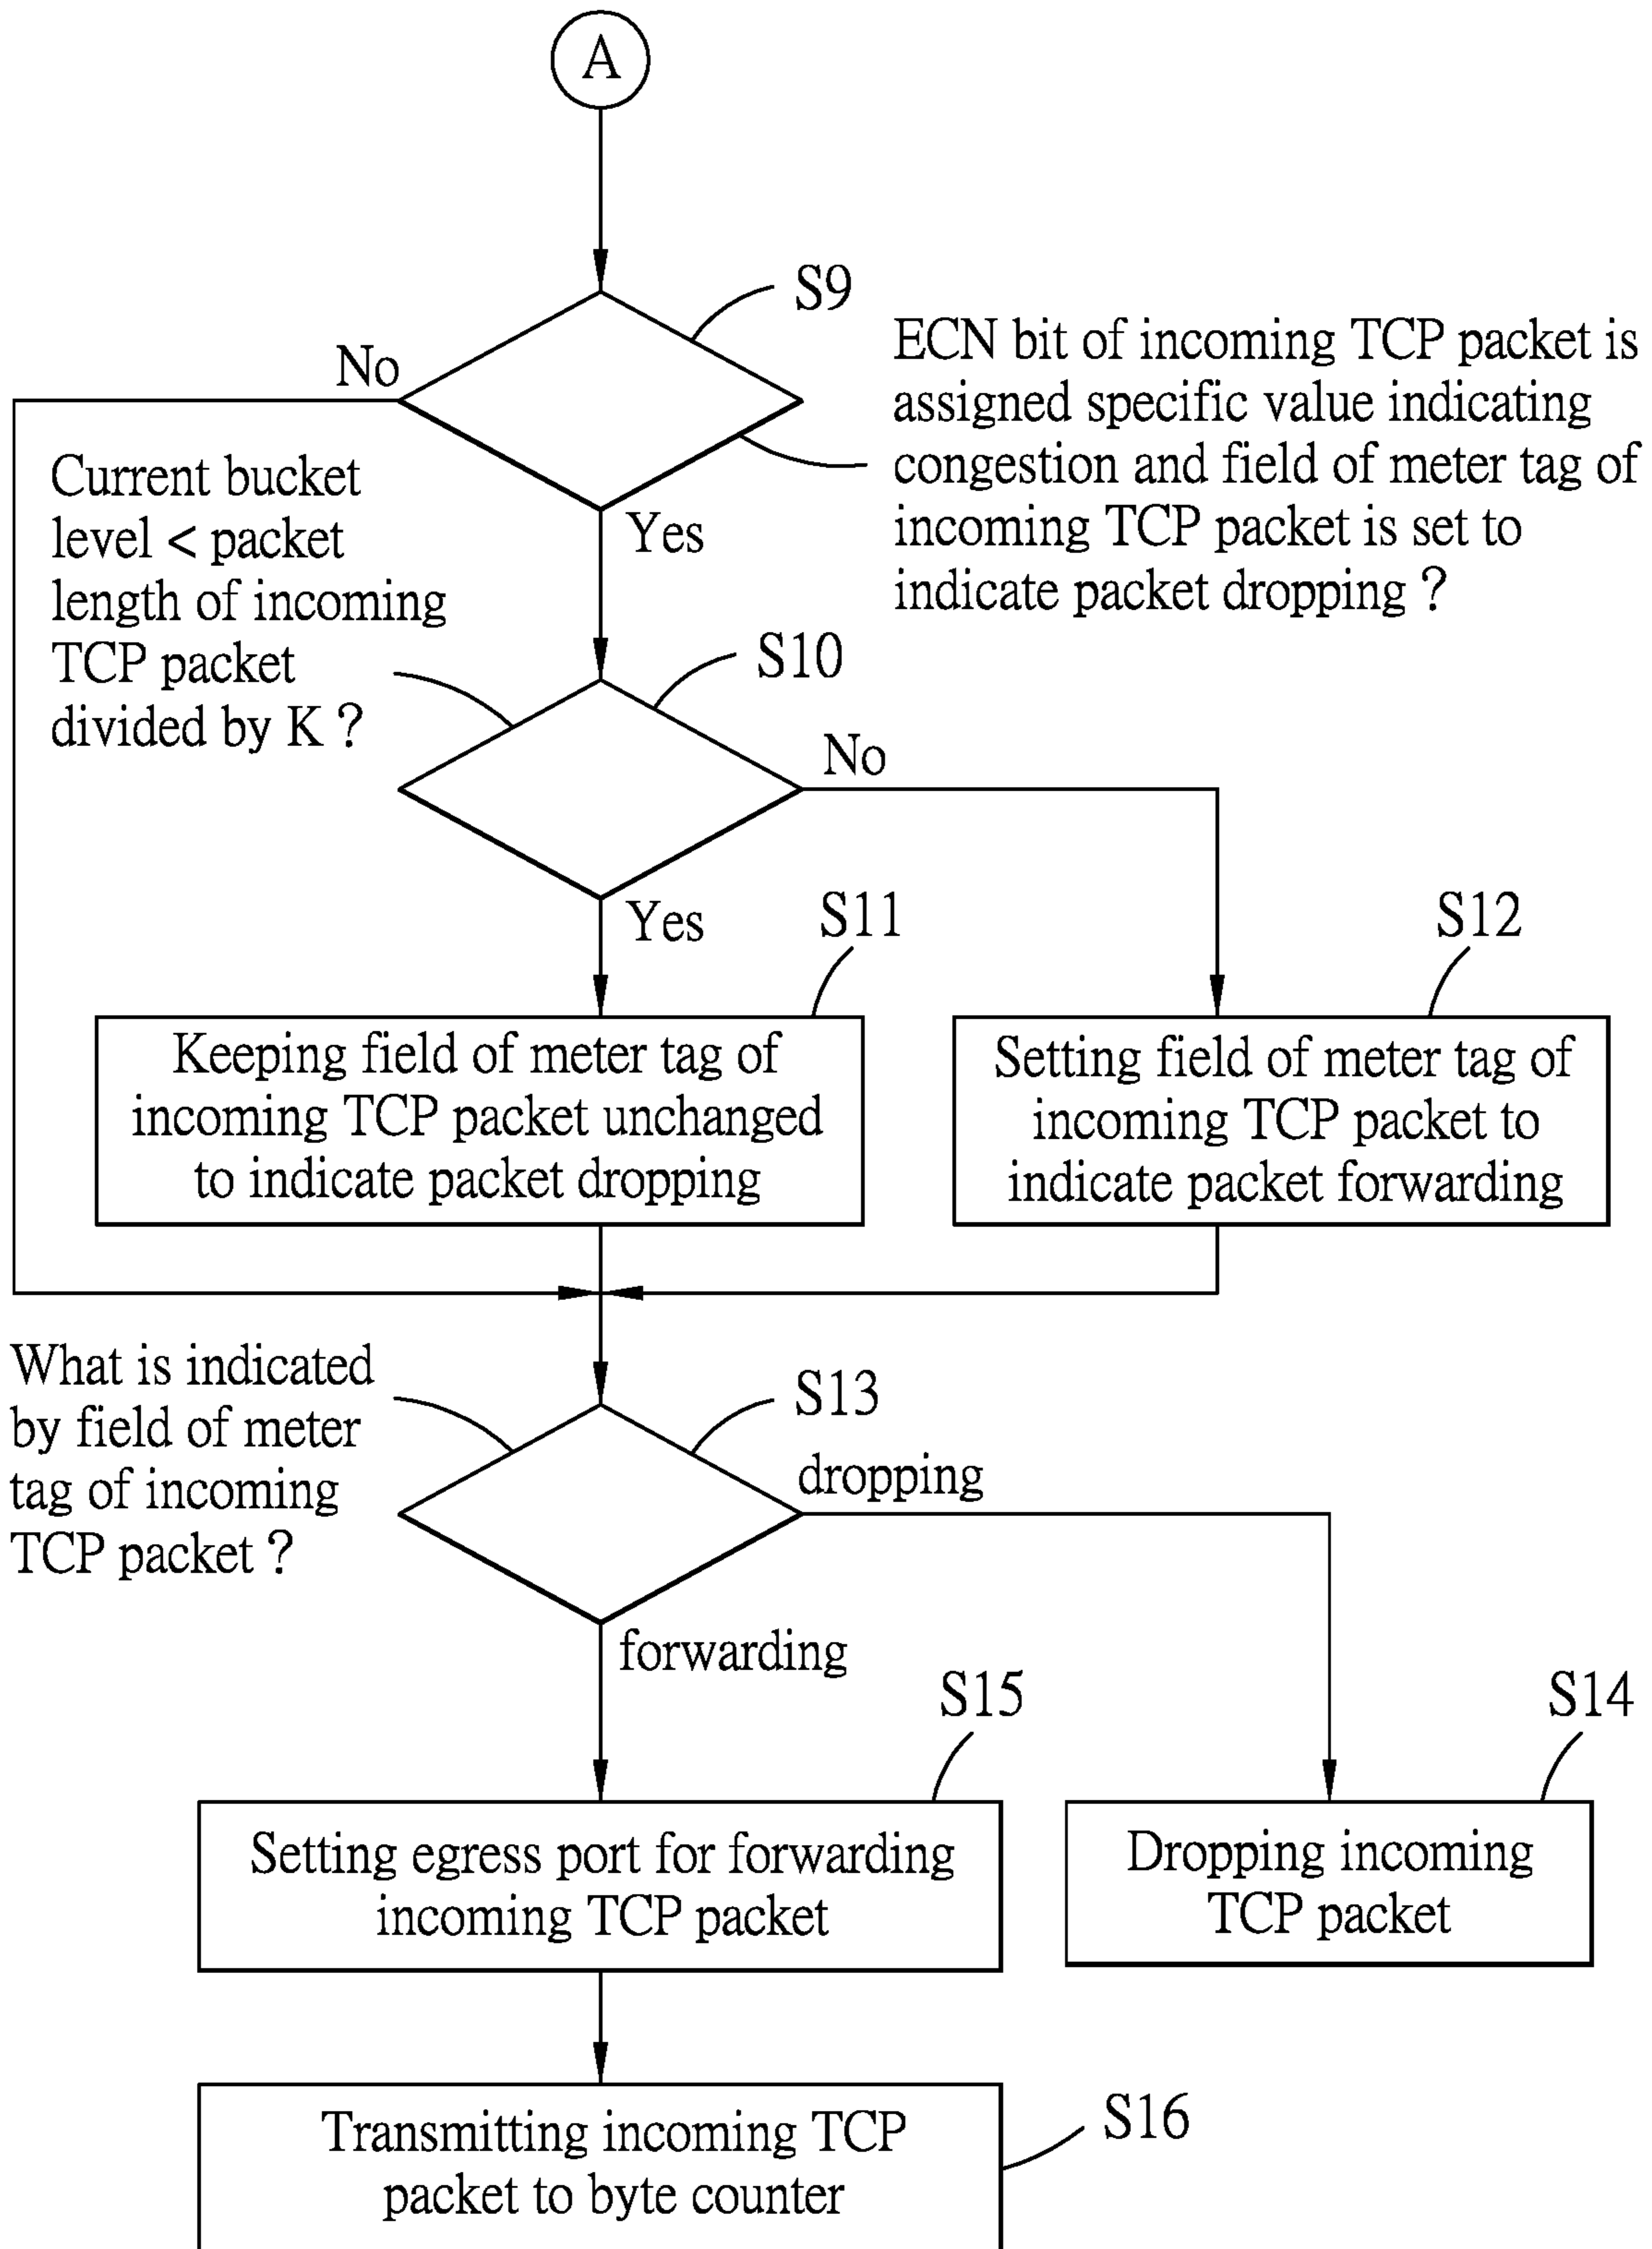 A
S9
No
ECN bit of incoming TCP packet is
assigned specific value indicating
congestion and field of meter tag of
incoming TCP packet is set to
indicate packet dropping ?
Current bucket
level < packet
length of incoming
TCP packet
divided by K ?
Yes
S10
No
Yes
S11
S12
Keeping field of meter tag of
incoming TCP packet unchanged
to indicate packet dropping
Setting field of meter tag of
incoming TCP packet to
indicate packet forwarding
What is indicated
by field of meter
tag of incoming
TCP packet ?
S13
dropping
forwarding
S15
S14
Setting egress port for forwarding
incoming TCP packet
Dropping incoming
TCP packet
Transmitting incoming TCP
packet to byte counter
S16